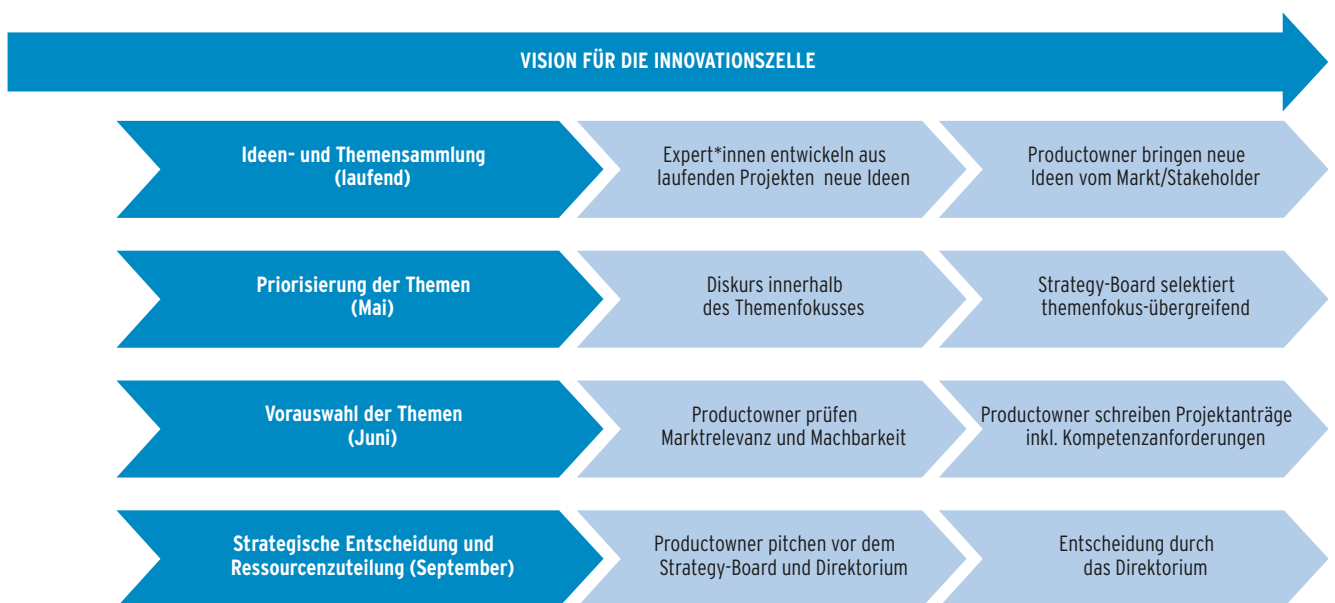 VISION FÜR DIE INNOVATIONSZELLE
Ideen- und Themensammlung
(laufend)
Expert*innen entwickeln aus
laufenden Projekten neue Ideen
Productowner bringen neue
Ideen vom Markt/Stakeholder
Priorisierung der Themen
(Mai)
Diskurs innerhalb
des Themenfokusses
Strategy-Board selektiert
themenfokus-übergreifend
Vorauswahl der Themen
(Juni)
Productowner prüfen
Marktrelevanz und Machbarkeit
Productowner schreiben Projektanträge
inkl. Kompetenzanforderungen
Strategische Entscheidung und
Ressourcenzuteilung (September)
Productowner pitchen vor dem
Strategy-Board und Direktorium
Entscheidung durch
das Direktorium